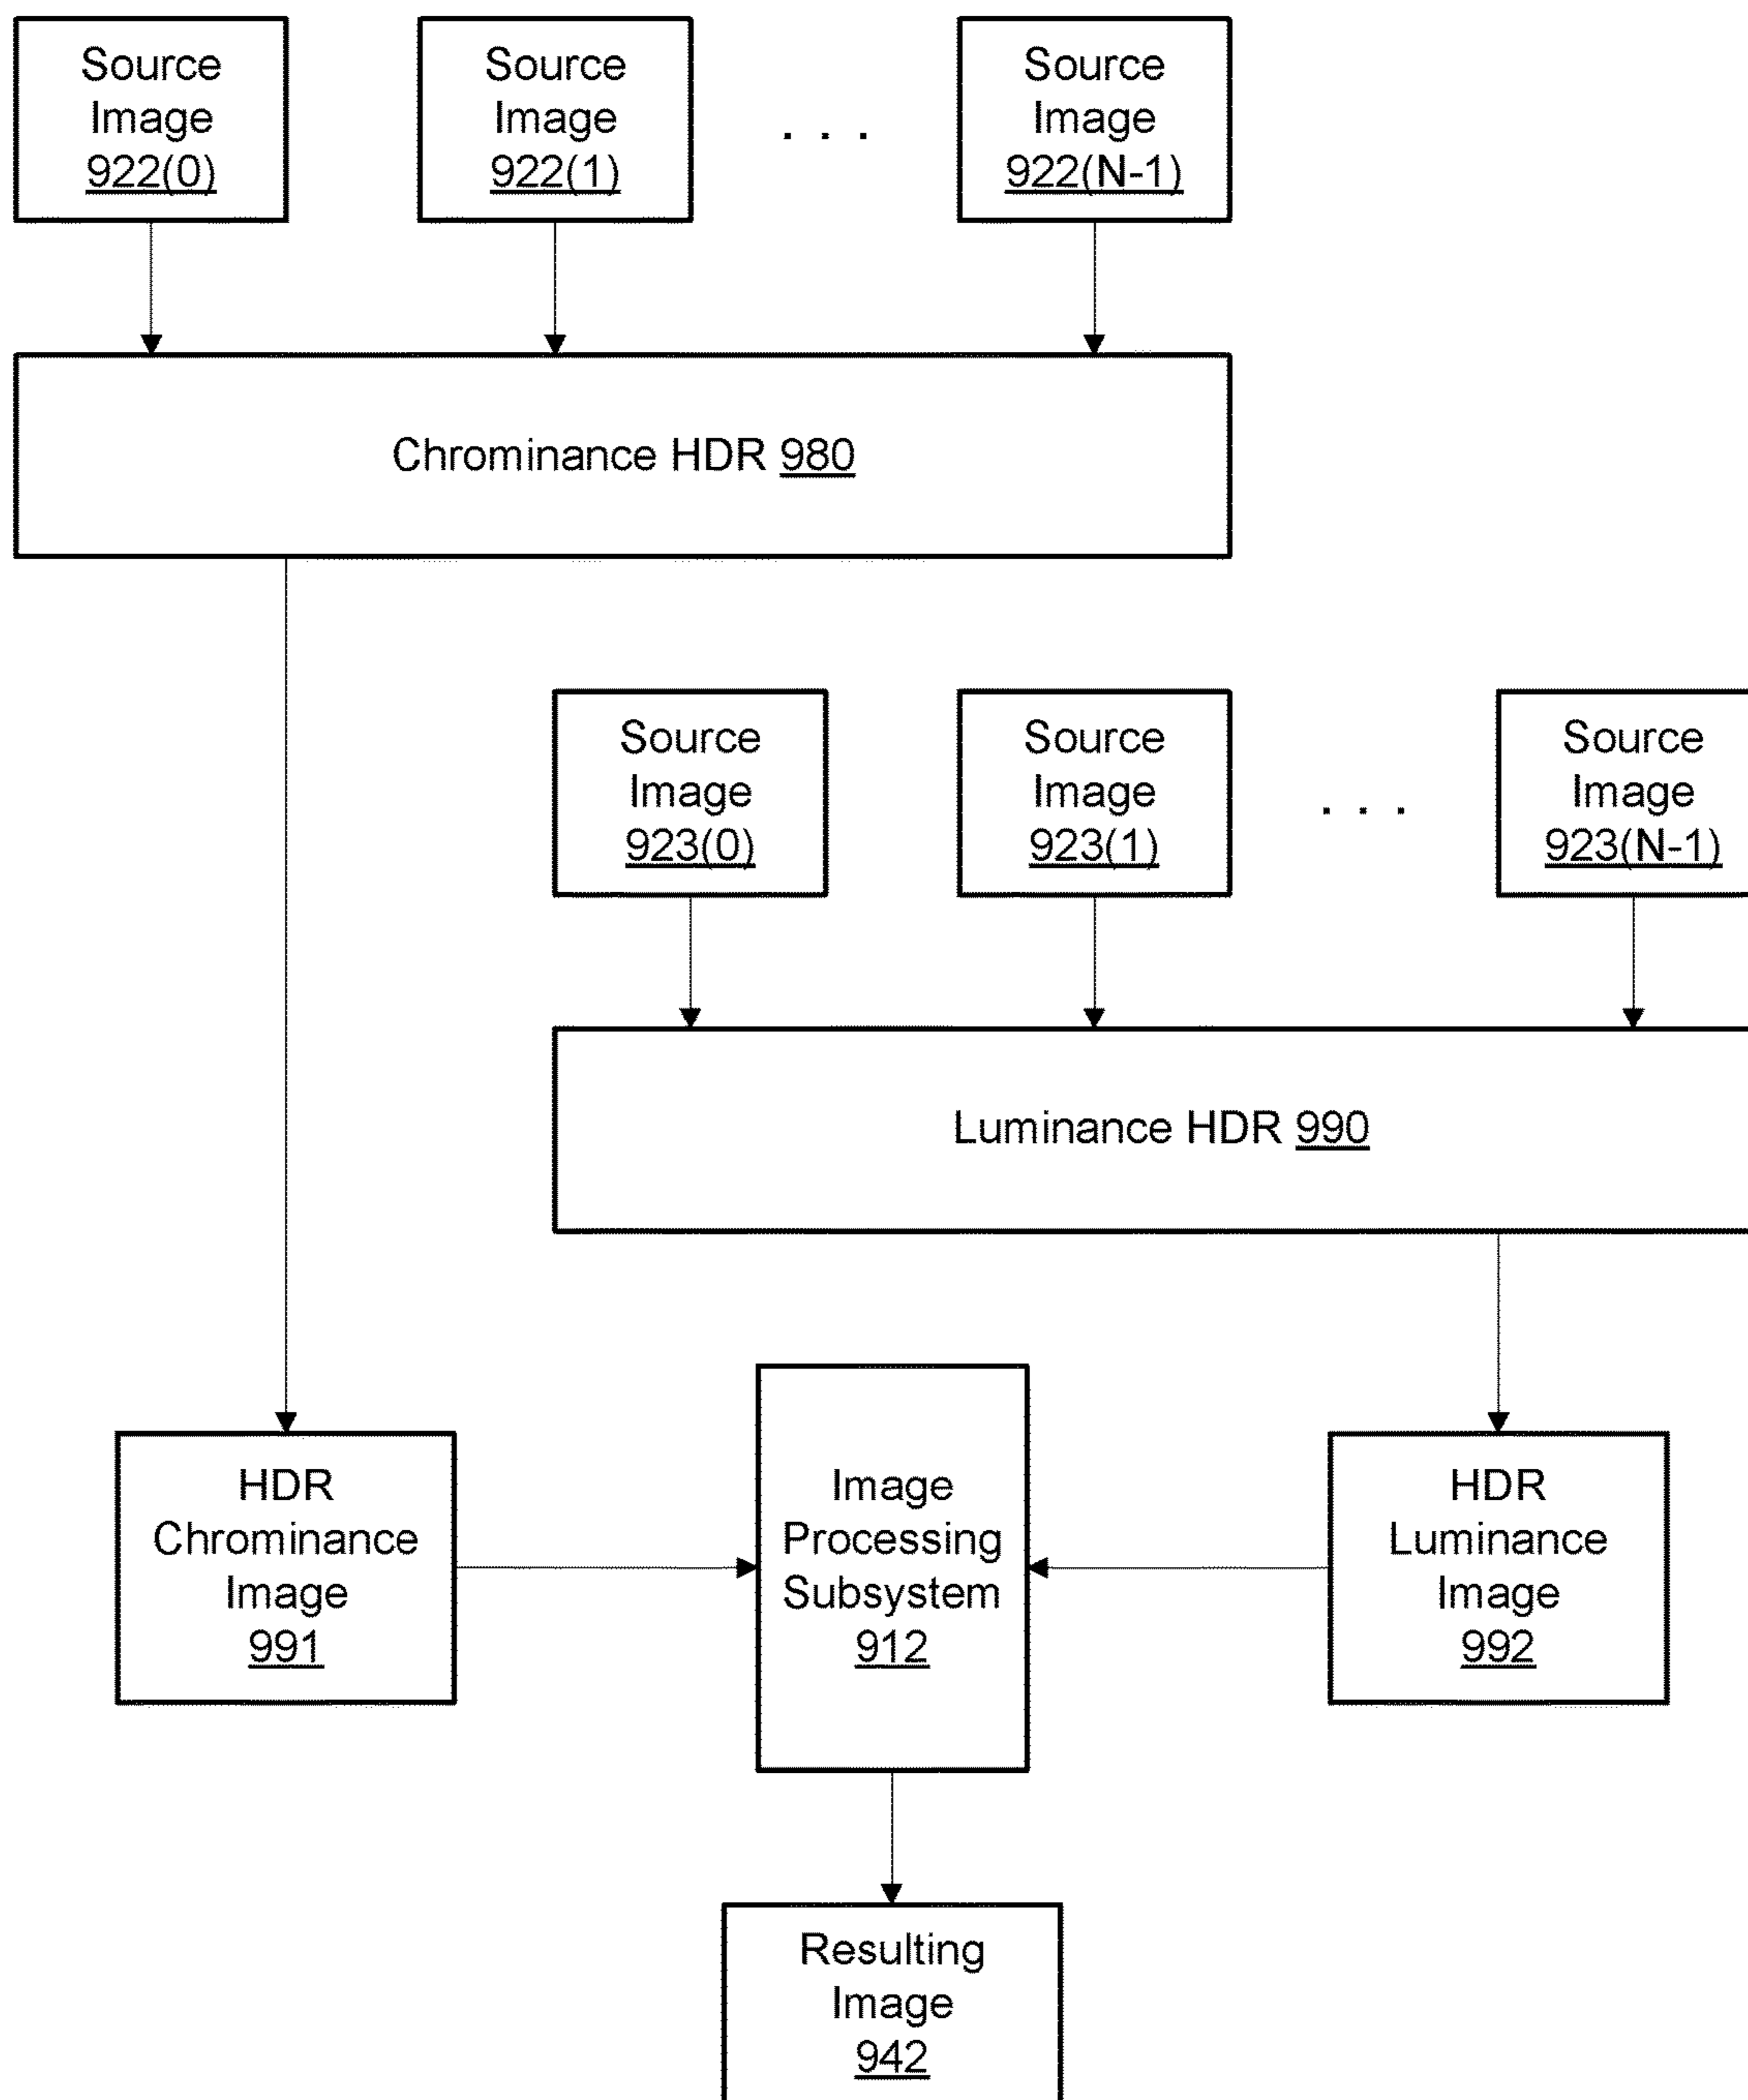 Source
Image
922(0)
Source
Image
922(1)
. . .
Source
Image
922(N-1)
Chrominance HDR 980
Source
Image
923(0)
Source
Image
923(1)
. . .
Source
Image
923(N-1)
Luminance HDR 990
HDR
Chrominance
Image
991
Image
Processing
Subsystem
912
HDR
Luminance
Image
992
Resulting
Image
942